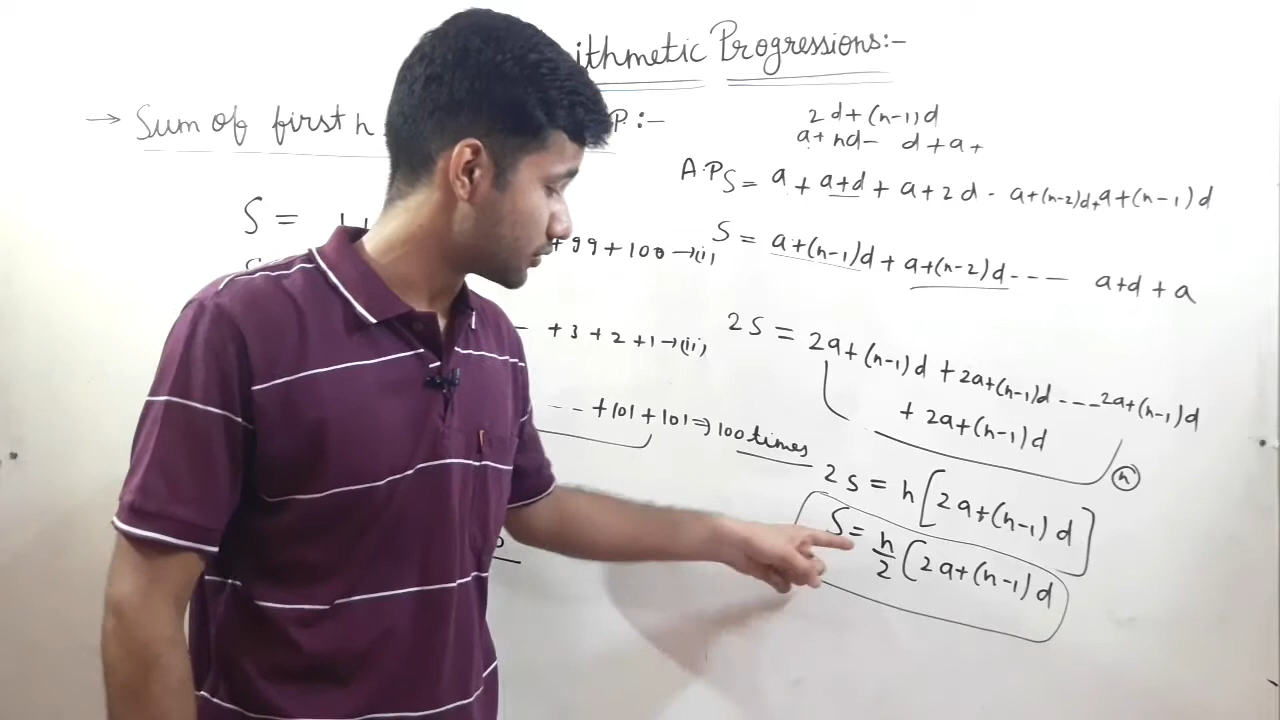 ithmetic Progressions:-
→ Sum of first n P:-
2d+(n-1)d
a+nd- d+a+
A.P S = a + a+d + a+2d - a+(n-2)d+a+(n-1)d
S =
+99+100→(i)
S = a+(n-1)d + a+(n-2)d --- a+d+a
+3+2+1→(ii)
2S = 2a+(n-1)d + 2a+(n-1)d ---- 2a+(n-1)d
+ 2a+(n-1)d
-- +101+101⇒100 times
n
2s = n[2a+(n-1)d]
S = n/2 (2a+(n-1)d